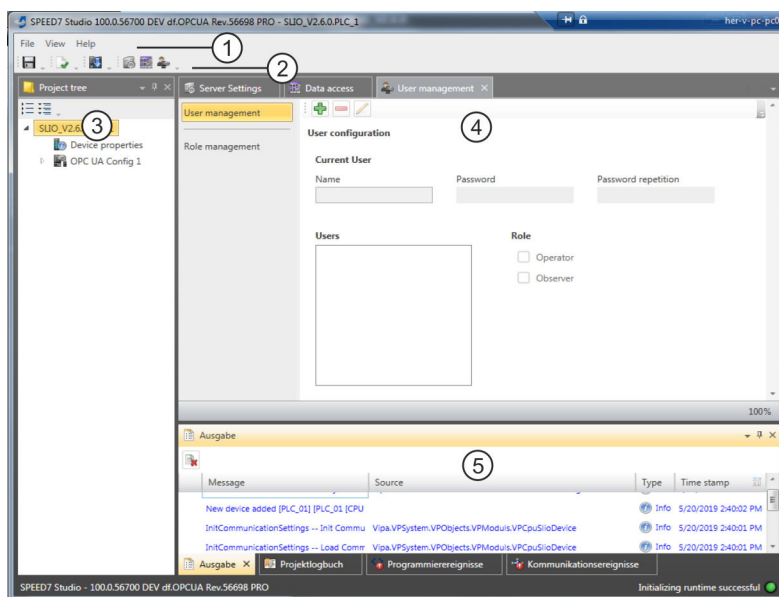 SPEED7 Studio 100.0.56700 DEV df.OPCUA Rev.56698 PRO - SLIO_V2.6.0.PLC_1
her-v-pc-pc0
File View Help
1
2
Project tree
Server Settings
Data access
User management
3
SLIO_V2.6
Device properties
OPC UA Config 1
User management
Role management
4
User configuration
Current User
Name Password Password repetition
Users Role
Operator
Observer
100%
Ausgabe
5
Message Source Type Time stamp
New device added [PLC_01] [PLC_01 [CPU Info 5/20/2019 2:40:02 PM
InitCommunicationSettings -- Init Commu Vipa.VPSystem.VPObjects.VPModuls.VPCpuSlioDevice Info 5/20/2019 2:40:01 PM
InitCommunicationSettings -- Load Comm Vipa.VPSystem.VPObjects.VPModuls.VPCpuSlioDevice Info 5/20/2019 2:40:01 PM
Ausgabe Projektlogbuch Programmierereignisse Kommunikationsereignisse
SPEED7 Studio - 100.0.56700 DEV df.OPCUA Rev.56698 PRO Initializing runtime successful